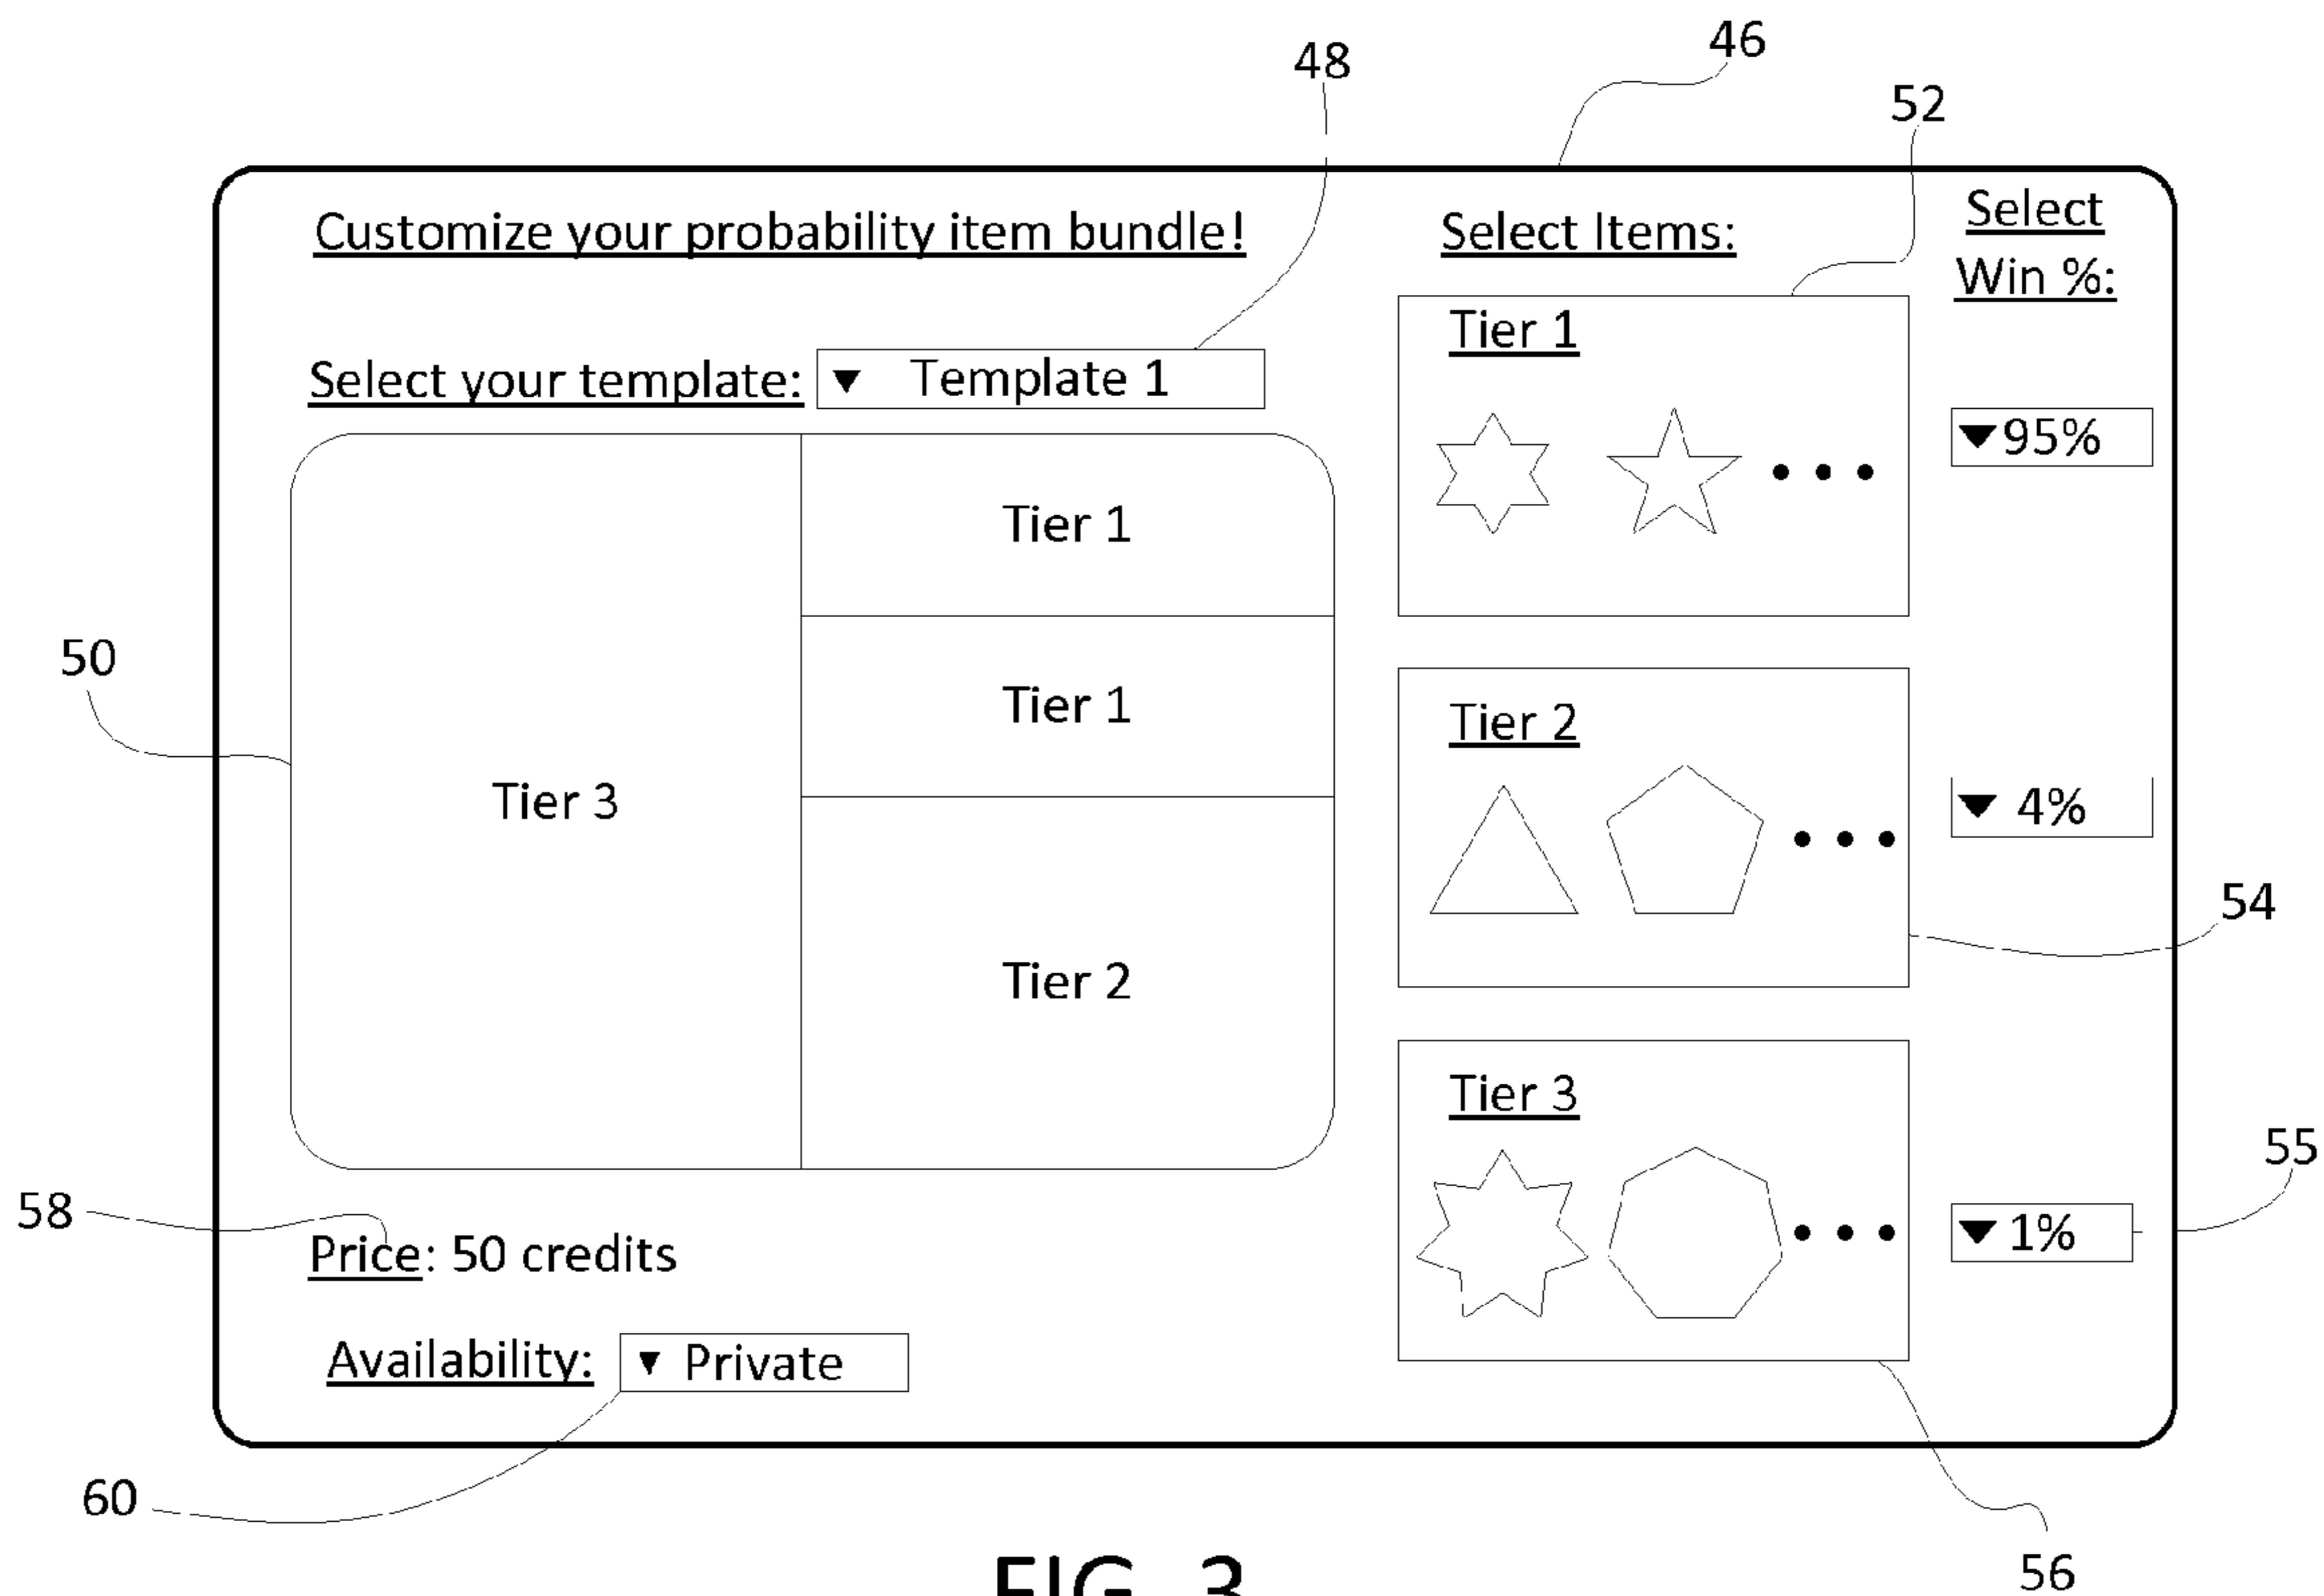 46
48
52
Customize your probability item bundle!
Select Items:
Select
Win %:
Select your template:
▼ Template 1
Tier 1
▼ 95%
Tier 1
Tier 1
Tier 3
Tier 2
50
Tier 2
▼ 4%
54
Tier 3
▼ 1%
55
58
Price: 50 credits
Availability:
▼ Private
60
56
FIG. 3